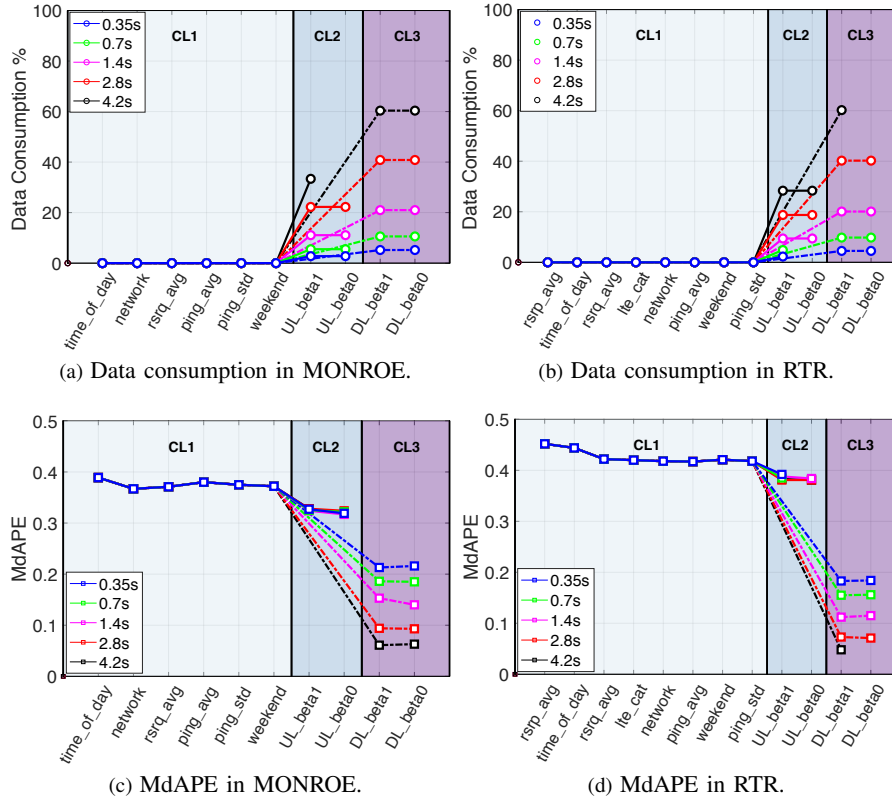 100
80
60
40
20
0
Data Consumption %
0.35s
0.7s
1.4s
2.8s
4.2s
CL1
CL2
CL3
time_of_day
network
rsrq_avg
ping_avg
ping_std
weekend
UL_beta1
UL_beta0
DL_beta1
DL_beta0
(a) Data consumption in MONROE.
100
80
60
40
20
0
Data Consumption %
0.35s
0.7s
1.4s
2.8s
4.2s
CL1
CL2
CL3
rsrp_avg
time_of_day
rsrq_avg
lte_cat
network
ping_avg
weekend
ping_std
UL_beta1
UL_beta0
DL_beta1
DL_beta0
(b) Data consumption in RTR.
0.5
0.4
0.3
0.2
0.1
0
MdAPE
CL1
CL2
CL3
0.35s
0.7s
1.4s
2.8s
4.2s
time_of_day
network
rsrq_avg
ping_avg
ping_std
weekend
UL_beta1
UL_beta0
DL_beta1
DL_beta0
(c) MdAPE in MONROE.
0.5
0.4
0.3
0.2
0.1
0
MdAPE
CL1
CL2
CL3
0.35s
0.7s
1.4s
2.8s
4.2s
rsrp_avg
time_of_day
rsrq_avg
lte_cat
network
ping_avg
weekend
ping_std
UL_beta1
UL_beta0
DL_beta1
DL_beta0
(d) MdAPE in RTR.